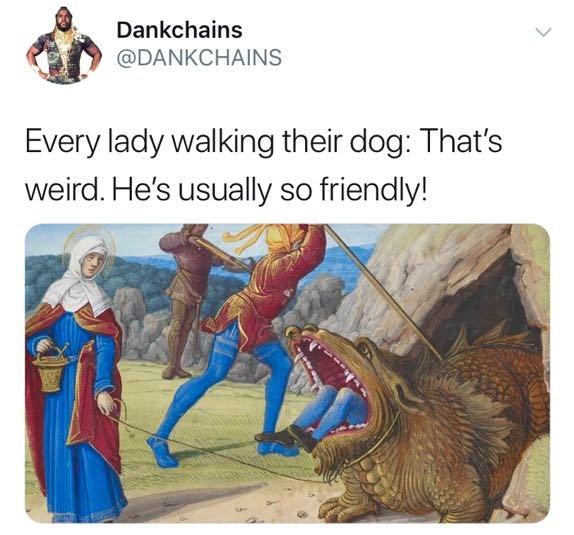 Dankchains
@DANKCHAINS
Every lady walking their dog: That's
weird. He's usually so friendly!